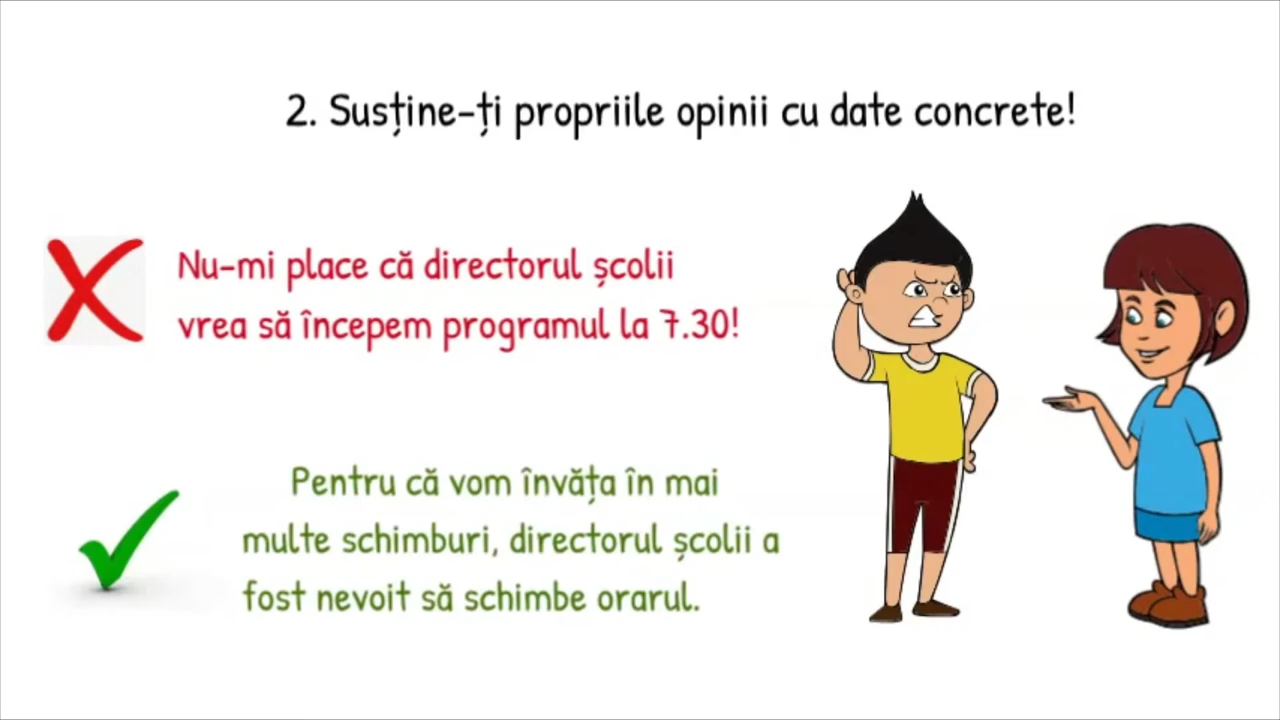 2. Susține-ți propriile opinii cu date concrete!
Nu-mi place că directorul școlii
vrea să începem programul la 7.30!
Pentru că vom învăța în mai
multe schimburi, directorul școlii a
fost nevoit să schimbe orarul.